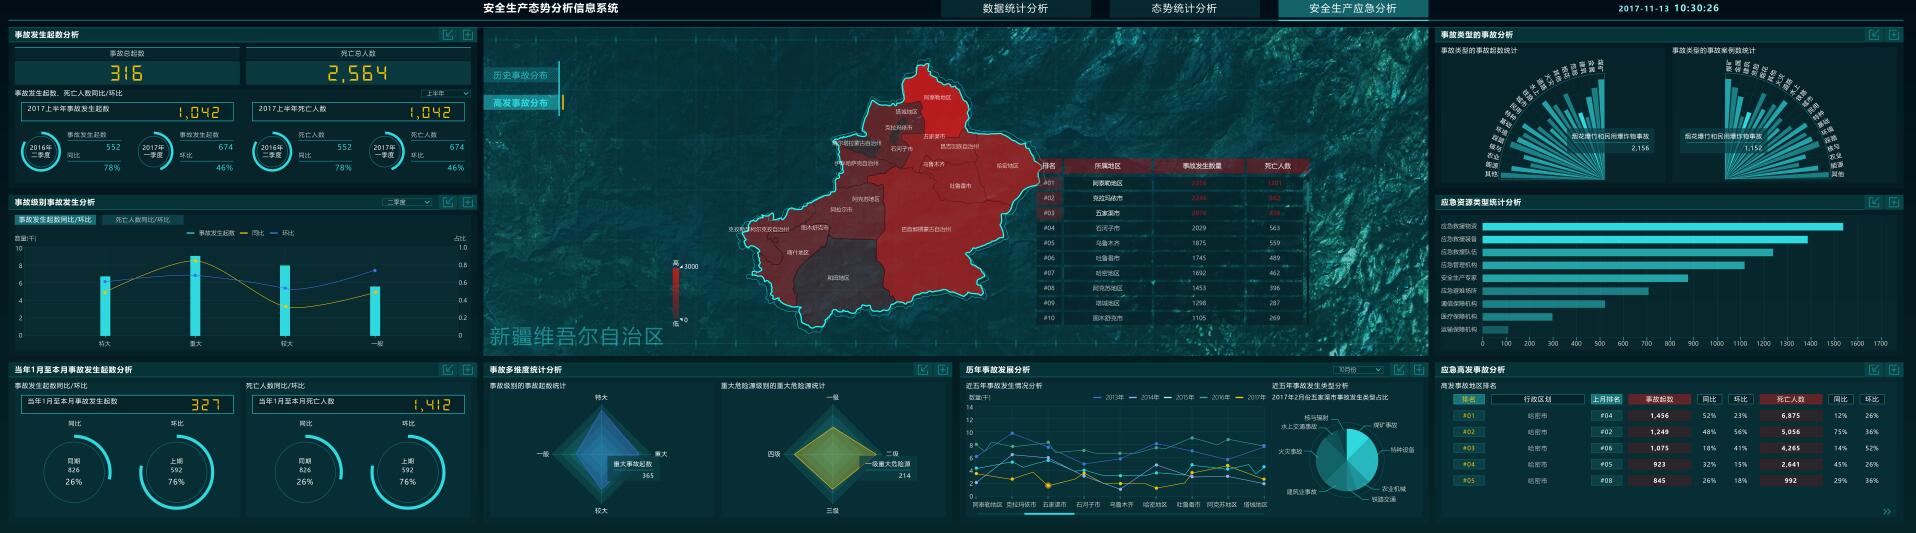 安全生产态势分析信息系统
数据统计分析
态势统计分析
安全生产应急分析
2017-11-13 10:30:26
事故发生起数分析
事故总起数
死亡总人数
316
2,564
事故发生起数、死亡人数同比/环比
上半年
2017上半年事故发生起数
1,042
2017上半年死亡人数
1,042
2016年
二季度
事故发生起数
552
同比
78%
2017年
一季度
事故发生起数
674
环比
46%
2016年
二季度
死亡人数
552
同比
78%
2017年
一季度
死亡人数
674
环比
46%
事故级别事故发生分析
二季度
事故发生起数同比/环比
死亡人数同比/环比
事故发生起数 同比 环比
数量(千)
占比
10
8
6
4
2
0
1.0
0.8
0.6
0.4
0.2
0
特大
重大
较大
一般
当年1月至本月事故发生起数分析
事故发生起数同比/环比
当年1月至本月事故发生起数
327
同比
同期
826
26%
环比
上期
592
76%
死亡人数同比/环比
当年1月至本月死亡人数
1,412
同比
同期
826
26%
环比
上期
592
76%
历史事故分布
高发事故分布
阿泰勒地区
塔城地区
克拉玛依市
五家渠市
石河子市
昌吉回族自治州
乌鲁木齐
哈密地区
吐鲁番市
阿克苏地区
阿拉尔市
图木舒克市
喀什地区
和田地区
巴音郭楞蒙古自治州
高
3000
低
0
新疆维吾尔自治区
排名 所属地区 事故发生数量 死亡人数
#01 阿泰勒地区
#02 克拉玛依市
#03 五家渠市
#04 石河子市 2029 563
#05 乌鲁木齐 1875 559
#06 吐鲁番市 1745 489
#07 哈密地区 1692 462
#08 阿克苏地区 1453 396
#09 塔城地区 1298 287
#10 图木舒克市 1105 269
事故多维度统计分析
事故级别的事故起数统计
特大
重大
较大
一般
重大事故起数
365
重大危险源级别的重大危险源统计
一级
二级
三级
四级
一级重大危险源
214
历年事故发展分析
10月份
近五年事故发生情况分析
数量(千)
2013年 2014年 2015年 2016年 2017年
14
12
10
8
6
4
2
0
阿泰勒地区 克拉玛依市 五家渠市 石河子市 乌鲁木齐 哈密地区 吐鲁番市 阿克苏地区 塔城地区
近五年事故发生类型分析
2017年2月份五家渠市事故发生类型占比
核与辐射
水上交通事故
火灾事故
建筑业事故
煤矿事故
特种设备
农业机械
铁路交通
事故类型的事故分析
事故类型的事故起数统计
烟花爆竹和民用爆炸物事故
2,156
事故类型的事故案例数统计
烟花爆竹和民用爆炸物事故
1,152
应急资源类型统计分析
应急救援物资
应急救援装备
应急救援队伍
应急管理机构
安全生产专家
应急避难场所
通信保障机构
医疗保障机构
运输保障机构
0 100 200 300 400 500 600 700 800 900 1000 1100 1200 1300 1400 1500 1600 1700
应急高发事故分析
高发事故地区排名
排名 行政区划 上月排名 事故起数 同比 环比 死亡人数 同比 环比
#01 哈密市 #04 1,456 52% 23% 6,875 12% 26%
#02 哈密市 #02 1,249 48% 56% 5,056 75% 36%
#03 哈密市 #06 1,075 18% 41% 4,265 14% 52%
#04 哈密市 #05 923 32% 15% 2,641 45% 26%
#05 哈密市 #08 845 26% 18% 992 29% 36%